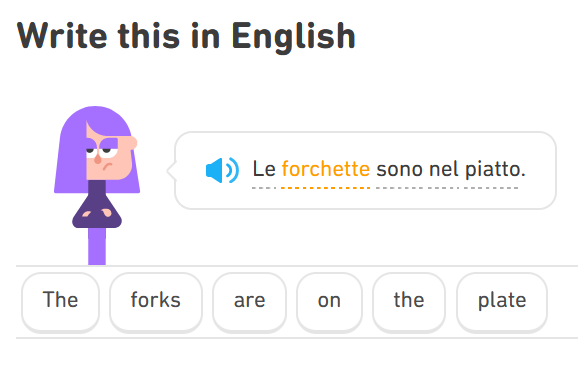 Write this in English
Le forchette sono nel piatto.
The forks are on the plate